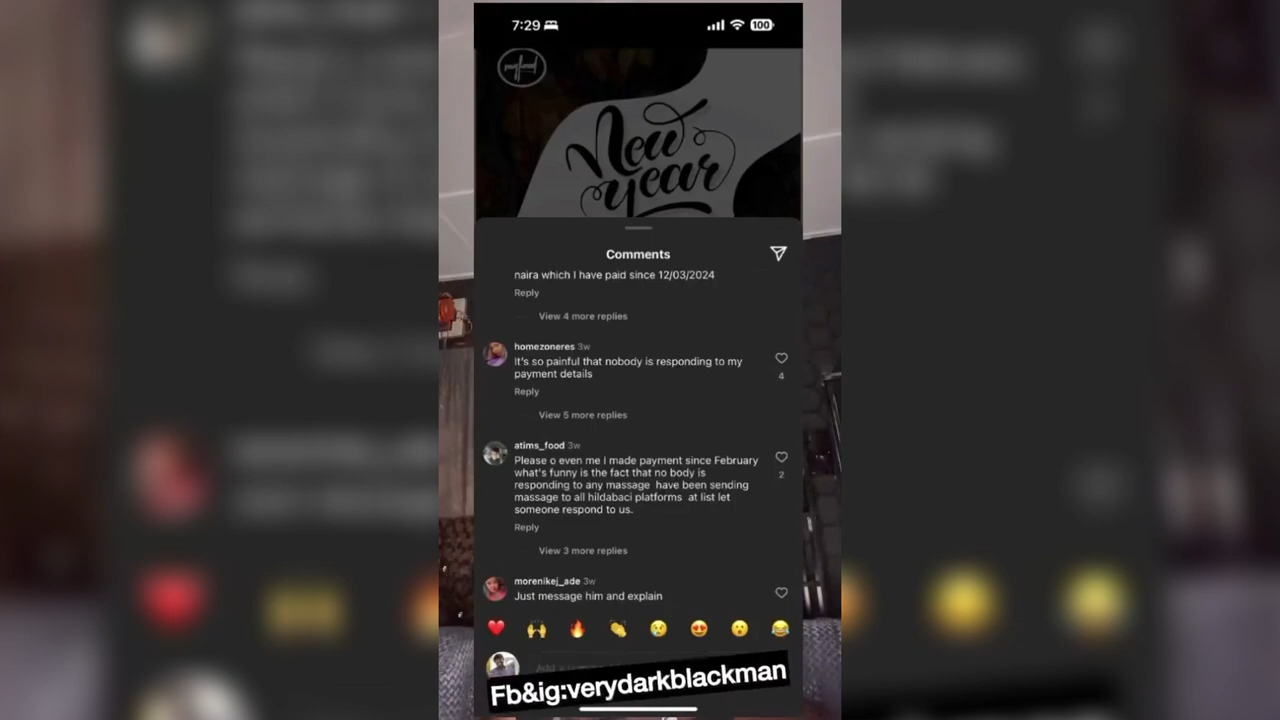 7:29
100
New
year
Comments
naira which I have paid since 12/03/2024
Reply
View 4 more replies
homezoneres 3w
It's so painful that nobody is responding to my
payment details
4
Reply
View 5 more replies
atims_food 3w
Please o even me I made payment since February
what's funny is the fact that no body is
responding to any massage have been sending
massage to all hildabaci platforms at list let
someone respond to us.
2
Reply
View 3 more replies
morenikej_ade 3w
Just message him and explain
Fb&ig:verydarkblackman